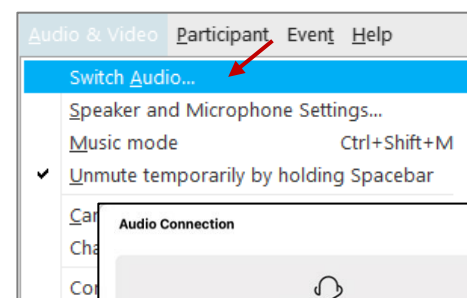 Audio & Video Participant Event Help
Switch Audio...
Speaker and Microphone Settings...
Music mode Ctrl+Shift+M
Unmute temporarily by holding Spacebar
Audio Connection